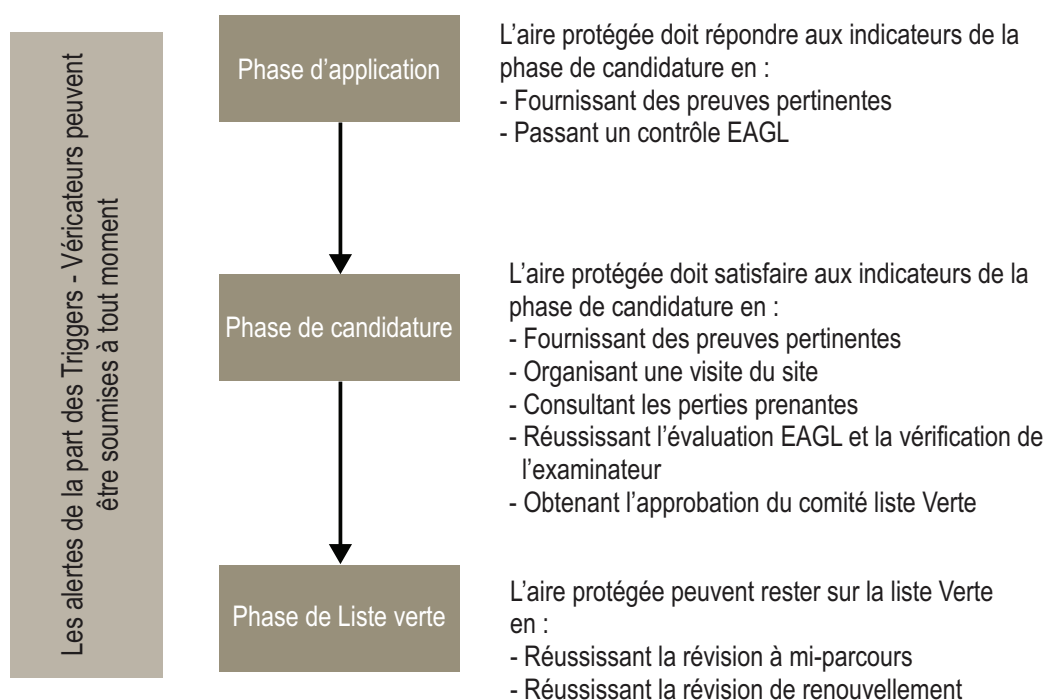 Les alertes de la part des Triggers - Véricateurs peuvent
être soumises à tout moment
Phase d’application
L’aire protégée doit répondre aux indicateurs de la
phase de candidature en :
- Fournissant des preuves pertinentes
- Passant un contrôle EAGL
Phase de candidature
L’aire protégée doit satisfaire aux indicateurs de la
phase de candidature en :
- Fournissant des preuves pertinentes
- Organisant une visite du site
- Consultant les perties prenantes
- Réussissant l’évaluation EAGL et la vérification de
l’examinateur
- Obtenant l’approbation du comité liste Verte
Phase de Liste verte
L’aire protégée peuvent rester sur la liste Verte
en :
- Réussissant la révision à mi-parcours
- Réussissant la révision de renouvellement